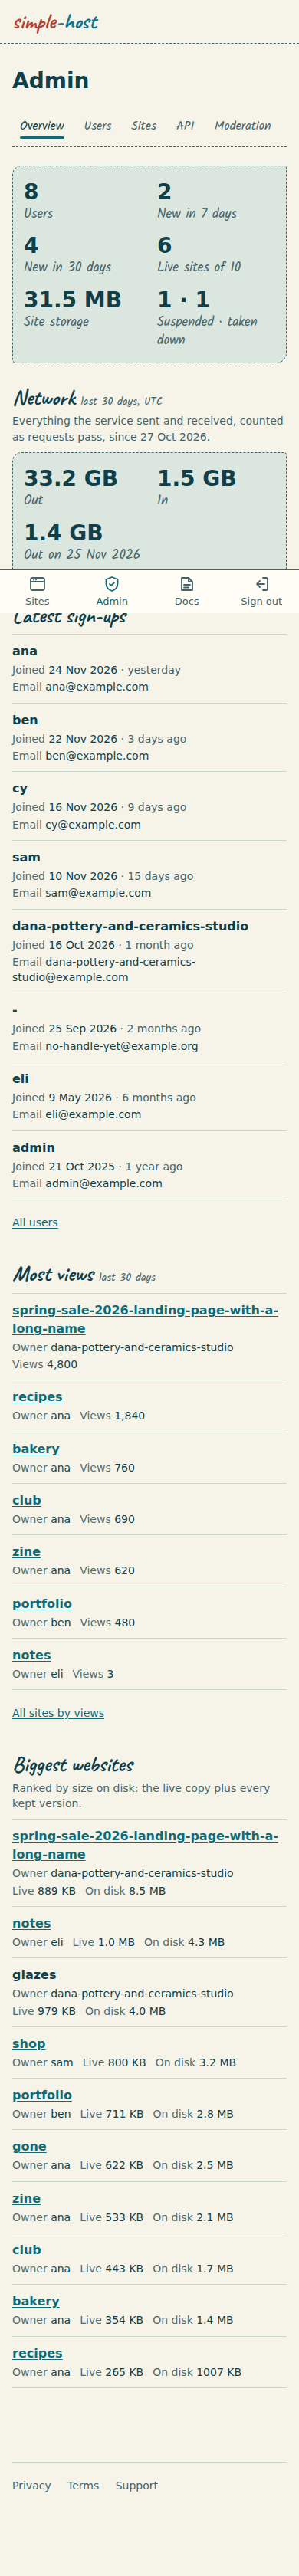 simple-host
Admin
Overview Users Sites API Moderation
8 2
Users New in 7 days
4 6
New in 30 days Live sites of 10
31.5 MB 1 · 1
Site storage Suspended · taken
down
Network last 30 days, UTC
Everything the service sent and received, counted
as requests pass, since 27 Oct 2026.
33.2 GB 1.5 GB
Out In
1.4 GB
Out on 25 Nov 2026
Sites Admin Docs Sign out
Latest sign-ups
ana
Joined 24 Nov 2026 · yesterday
Email ana@example.com
ben
Joined 22 Nov 2026 · 3 days ago
Email ben@example.com
cy
Joined 16 Nov 2026 · 9 days ago
Email cy@example.com
sam
Joined 10 Nov 2026 · 15 days ago
Email sam@example.com
dana-pottery-and-ceramics-studio
Joined 16 Oct 2026 · 1 month ago
Email dana-pottery-and-ceramics-
studio@example.com
-
Joined 25 Sep 2026 · 2 months ago
Email no-handle-yet@example.org
eli
Joined 9 May 2026 · 6 months ago
Email eli@example.com
admin
Joined 21 Oct 2025 · 1 year ago
Email admin@example.com
All users
Most views last 30 days
spring-sale-2026-landing-page-with-a-
long-name
Owner dana-pottery-and-ceramics-studio
Views 4,800
recipes
Owner ana Views 1,840
bakery
Owner ana Views 760
club
Owner ana Views 690
zine
Owner ana Views 620
portfolio
Owner ben Views 480
notes
Owner eli Views 3
All sites by views
Biggest websites
Ranked by size on disk: the live copy plus every
kept version.
spring-sale-2026-landing-page-with-a-
long-name
Owner dana-pottery-and-ceramics-studio
Live 889 KB On disk 8.5 MB
notes
Owner eli Live 1.0 MB On disk 4.3 MB
glazes
Owner dana-pottery-and-ceramics-studio
Live 979 KB On disk 4.0 MB
shop
Owner sam Live 800 KB On disk 3.2 MB
portfolio
Owner ben Live 711 KB On disk 2.8 MB
gone
Owner ana Live 622 KB On disk 2.5 MB
zine
Owner ana Live 533 KB On disk 2.1 MB
club
Owner ana Live 443 KB On disk 1.7 MB
bakery
Owner ana Live 354 KB On disk 1.4 MB
recipes
Owner ana Live 265 KB On disk 1007 KB
Privacy Terms Support